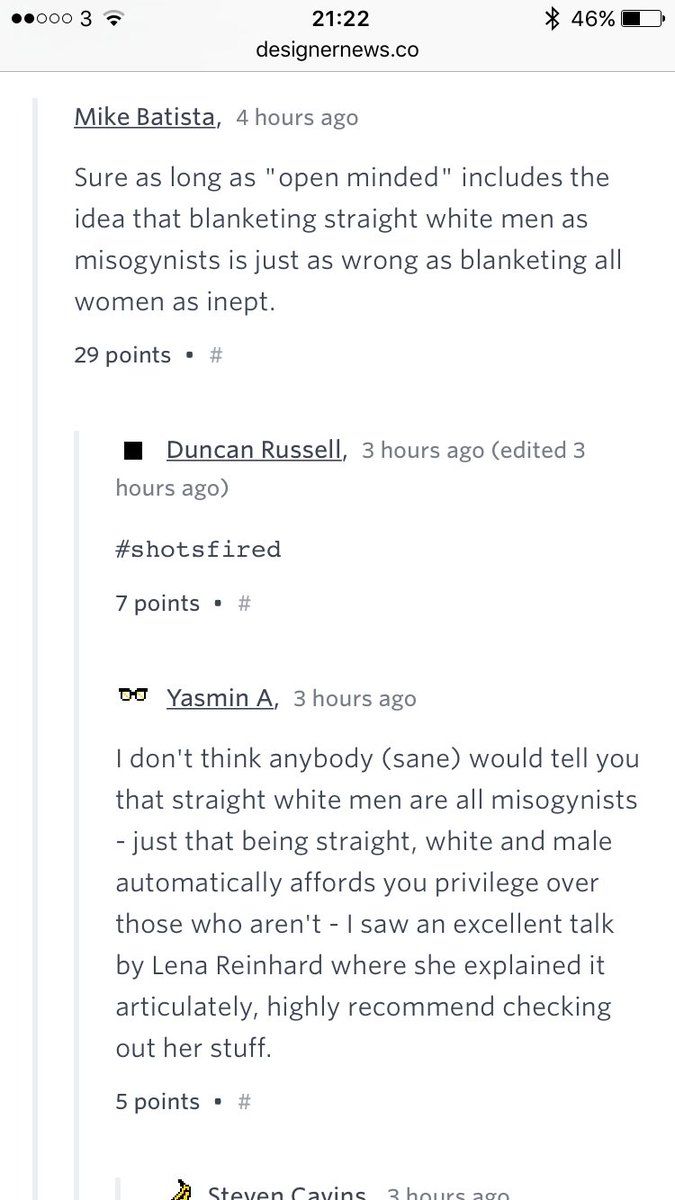 3 21:22 46%
designernews.co
Mike Batista, 4 hours ago
Sure as long as "open minded" includes the
idea that blanketing straight white men as
misogynists is just as wrong as blanketing all
women as inept.
29 points • #
Duncan Russell, 3 hours ago (edited 3
hours ago)
#shotsfired
7 points • #
Yasmin A, 3 hours ago
I don't think anybody (sane) would tell you
that straight white men are all misogynists
- just that being straight, white and male
automatically affords you privilege over
those who aren't - I saw an excellent talk
by Lena Reinhard where she explained it
articulately, highly recommend checking
out her stuff.
5 points • #
Steven Cavins, 3 hours ago